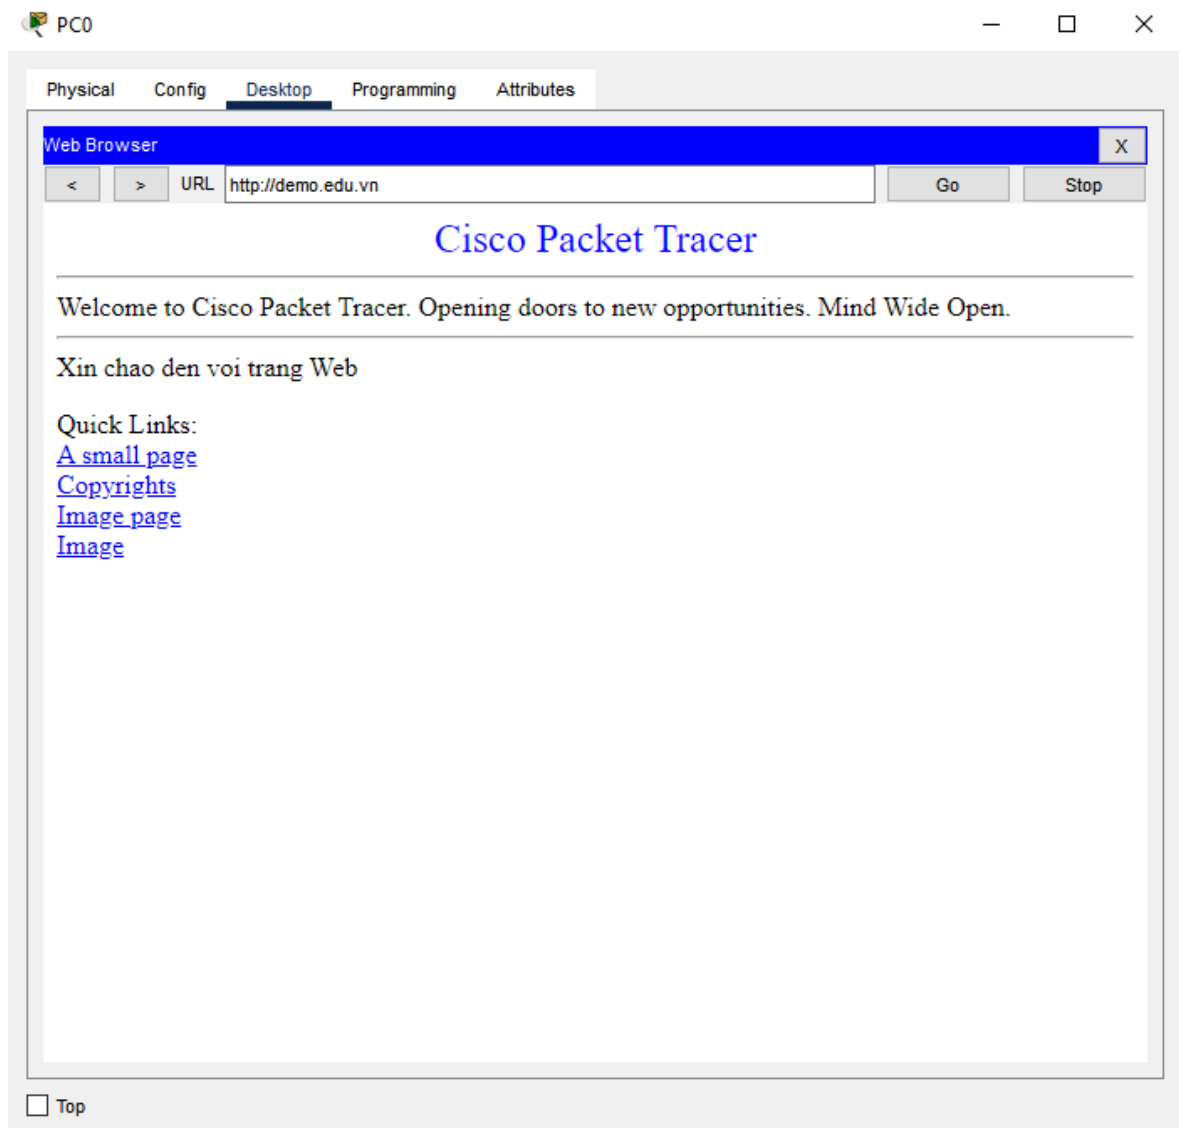 PC0
Physical Config Desktop Programming Attributes
Web Browser X
< > URL http://demo.edu.vn Go Stop
Cisco Packet Tracer
Welcome to Cisco Packet Tracer. Opening doors to new opportunities. Mind Wide Open.
Xin chao den voi trang Web
Quick Links:
A small page
Copyrights
Image page
Image
Top